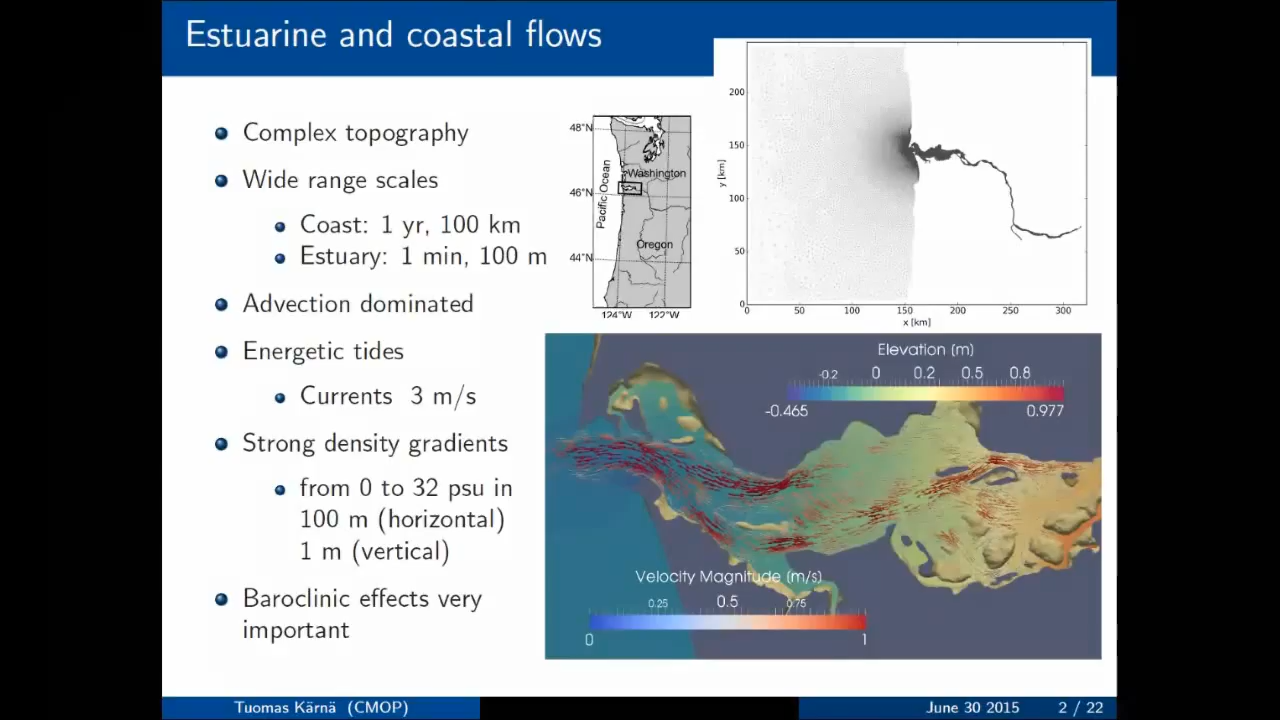 Estuarine and coastal flows
Complex topography
Wide range scales
Coast: 1 yr, 100 km
Estuary: 1 min, 100 m
Advection dominated
Energetic tides
Currents 3 m/s
Strong density gradients
from 0 to 32 psu in
100 m (horizontal)
1 m (vertical)
Baroclinic effects very
important
48°N
46°N
44°N
124°W 122°W
Pacific Ocean
Washington
Oregon
y [km]
200
150
100
50
0
0 50 100 150 200 250 300
x [km]
Elevation (m)
-0.2 0 0.2 0.5 0.8
-0.465 0.977
Velocity Magnitude (m/s)
0.25 0.5 0.75
0 1
Tuomas Kärnä (CMOP) June 30 2015 2 / 22